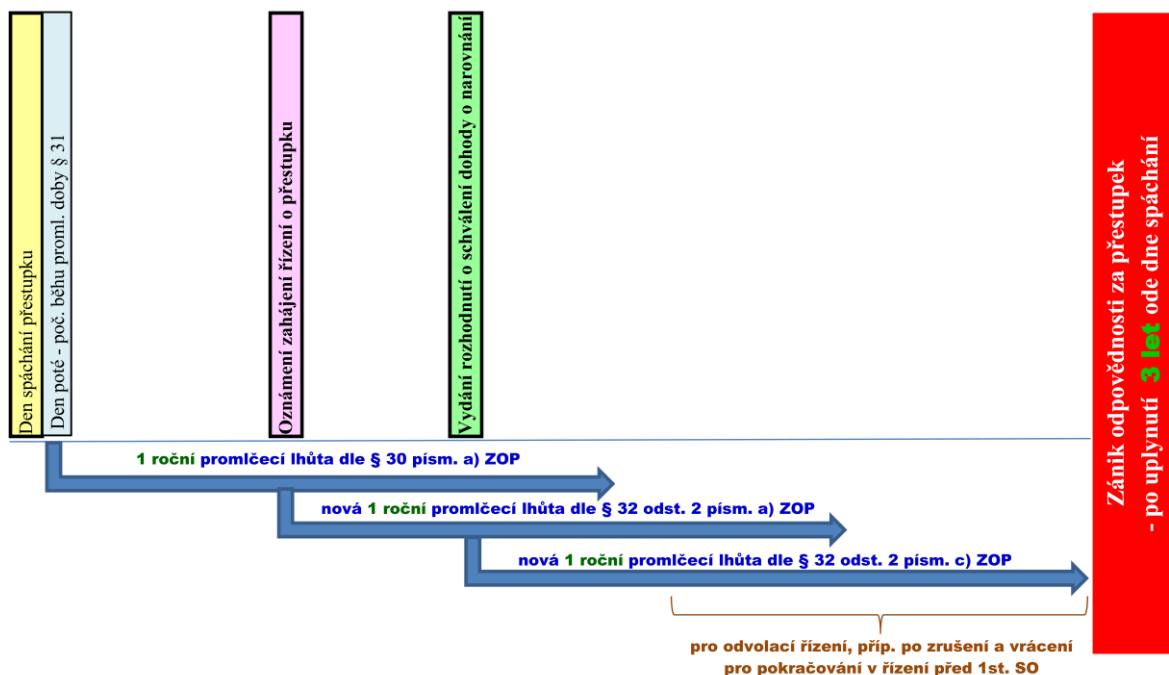 Den spáchání přestupku
Den poté - poč. běhu proml. doby § 31
Oznámení zahájení řízení o přestupku
Vydání rozhodnutí o schválení dohody o narovnání
Zánik odpovědnosti za přestupek
- po uplynutí 3 let ode dne spáchání
1 roční promlčecí lhůta dle § 30 písm. a) ZOP
nová 1 roční promlčecí lhůta dle § 32 odst. 2 písm. a) ZOP
nová 1 roční promlčecí lhůta dle § 32 odst. 2 písm. c) ZOP
pro odvolací řízení, příp. po zrušení a vrácení
pro pokračování v řízení před 1st. SO